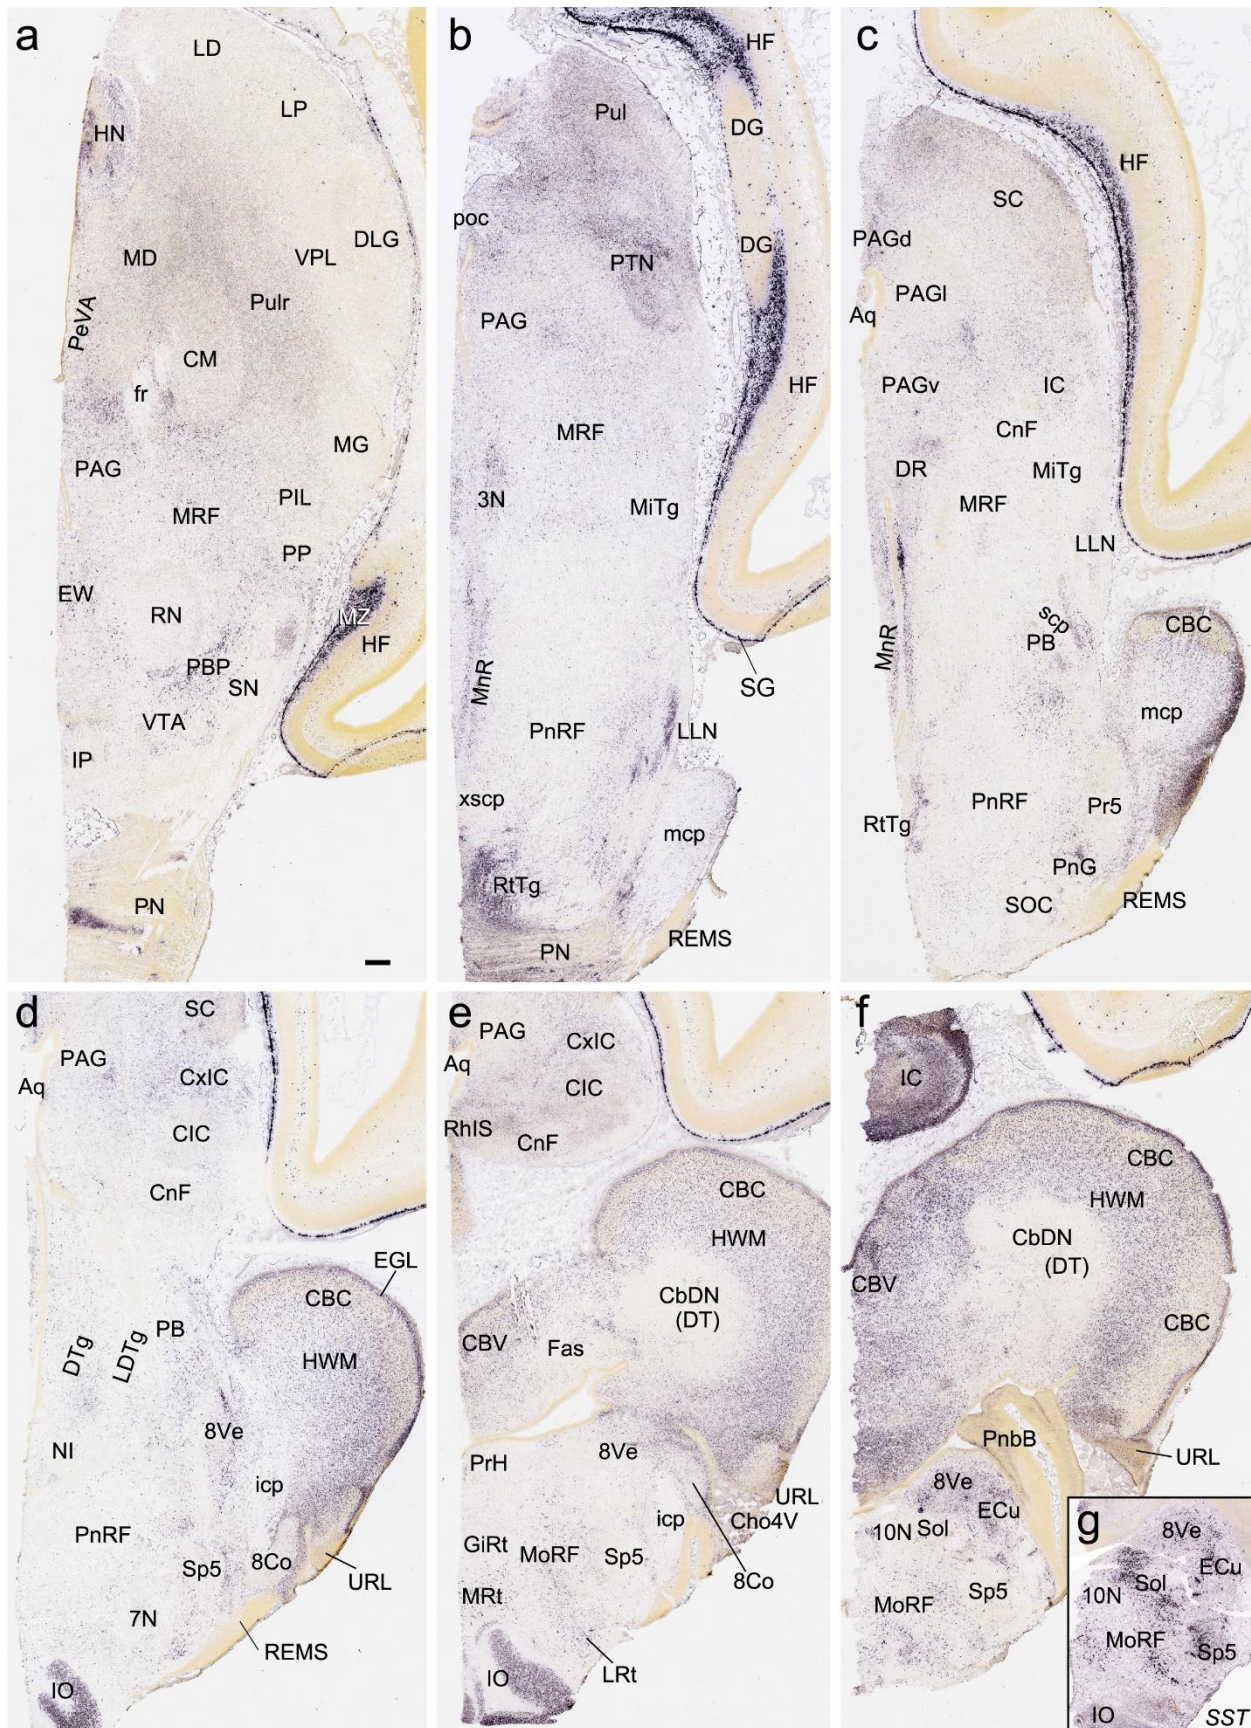 a
LD
HN
LP
DLG
MD
VPL
Pulr
PeVA
CM
fr
MG
PAG
PIL
MRF
PP
EW
RN
MZ
HF
PBP
SN
VTA
IP
PN
b
HF
Pul
DG
poc
DG
PTN
PAG
HF
MRF
3N
MiTg
SG
MnR
PnRF
LLN
xscp
mcp
RtTg
PN
REMS
c
HF
SC
PAGd
PAGl
Aq
PAGv
IC
CnF
DR
MiTg
MRF
LLN
scp
CBC
PB
MnR
mcp
PnRF
Pr5
RtTg
PnG
SOC
REMS
d
SC
PAG
Aq
CxIC
CIC
CnF
EGL
CBC
PB
DTg
LDTg
HWM
8Ve
NI
icp
PnRF
Sp5
8Co
URL
7N
REMS
IO
e
PAG
CxIC
Aq
CIC
RhIS
CnF
CBC
HWM
CbDN
(DT)
CBV
Fas
PrH
8Ve
URL
icp
Cho4V
GiRt
MoRF
Sp5
8Co
MRt
IO
LRt
f
IC
CBC
HWM
CbDN
(DT)
CBV
CBC
PnbB
URL
8Ve
ECu
10N
Sol
Sp5
MoRF
g
8Ve
ECu
Sol
10N
MoRF
Sp5
IO
SST